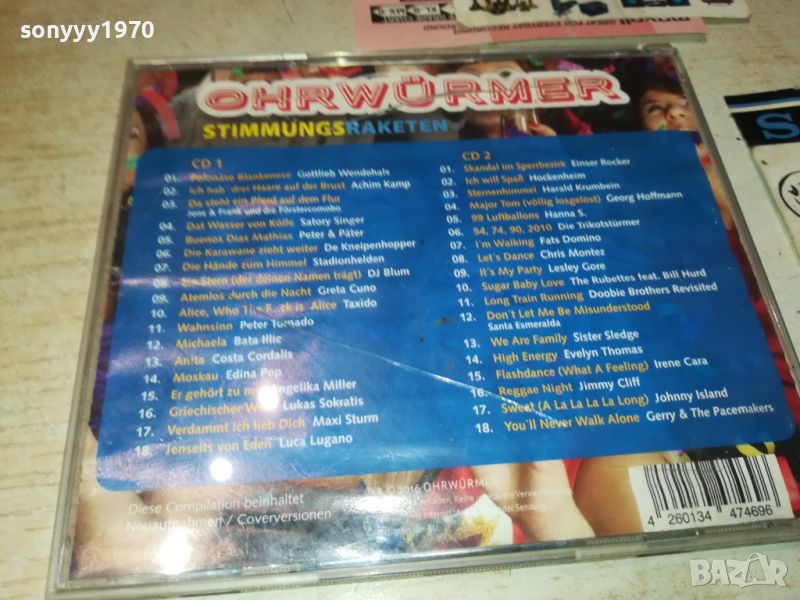 sonyyy1970
OHRWÜRMER
STIMMUNGSRAKETEN
CD 1
01. Polonäse Blankenese Gottlieb Wendehals
02. Ich hab' drei Haare auf der Brust Achim Kamp
03. Da steht ein Pferd auf dem Flur
Jens & Frank und die Förstercombo
04. Dat Wasser von Kölle Satory Singer
05. Buenos Dias Mathias Peter & Päter
06. Die Karawane zieht weiter De Kneipenhopper
07. Die Hände zum Himmel Stadionhelden
08. Ein Stern (der deinen Namen trägt) DJ Blum
09. Atemlos durch die Nacht Greta Cuno
10. Alice, Who The F..ck is Alice Taxido
11. Wahnsinn Peter Tornado
12. Michaela Bata Illic
13. Anita Costa Cordalis
14. Moskau Edina Pop
15. Er gehört zu mir Angelika Miller
16. Griechischer Wein Lukas Sokratis
17. Verdammt ich lieb Dich Maxi Sturm
18. Jenseits von Eden Luca Lugano
CD 2
01. Skandal im Sperrbezirk Einser Rocker
02. Ich will Spaß Hockenheim
03. Sternenhimmel Harald Krumbein
04. Major Tom (völlig losgelöst) Georg Hoffmann
05. 99 Luftballons Hanna S.
06. 54, 74, 90, 2010 Die Trikotstürmer
07. I'm Walking Fats Domino
08. Let's Dance Chris Montez
09. It's My Party Lesley Gore
10. Sugar Baby Love The Rubettes feat. Bill Hurd
11. Long Train Running Doobie Brothers Revisited
12. Don't Let Me Be Misunderstood
Santa Esmeralda
13. We Are Family Sister Sledge
14. High Energy Evelyn Thomas
15. Flashdance (What A Feeling) Irene Cara
16. Reggae Night Jimmy Cliff
17. Sweat (A La La La La Long) Johnny Island
18. You'll Never Walk Alone Gerry & The Pacemakers
Diese Compilation beinhaltet
Neuaufnahmen / Coverversionen
© 2016 OHRWÜRMER
4 260134 474696
BAZAR